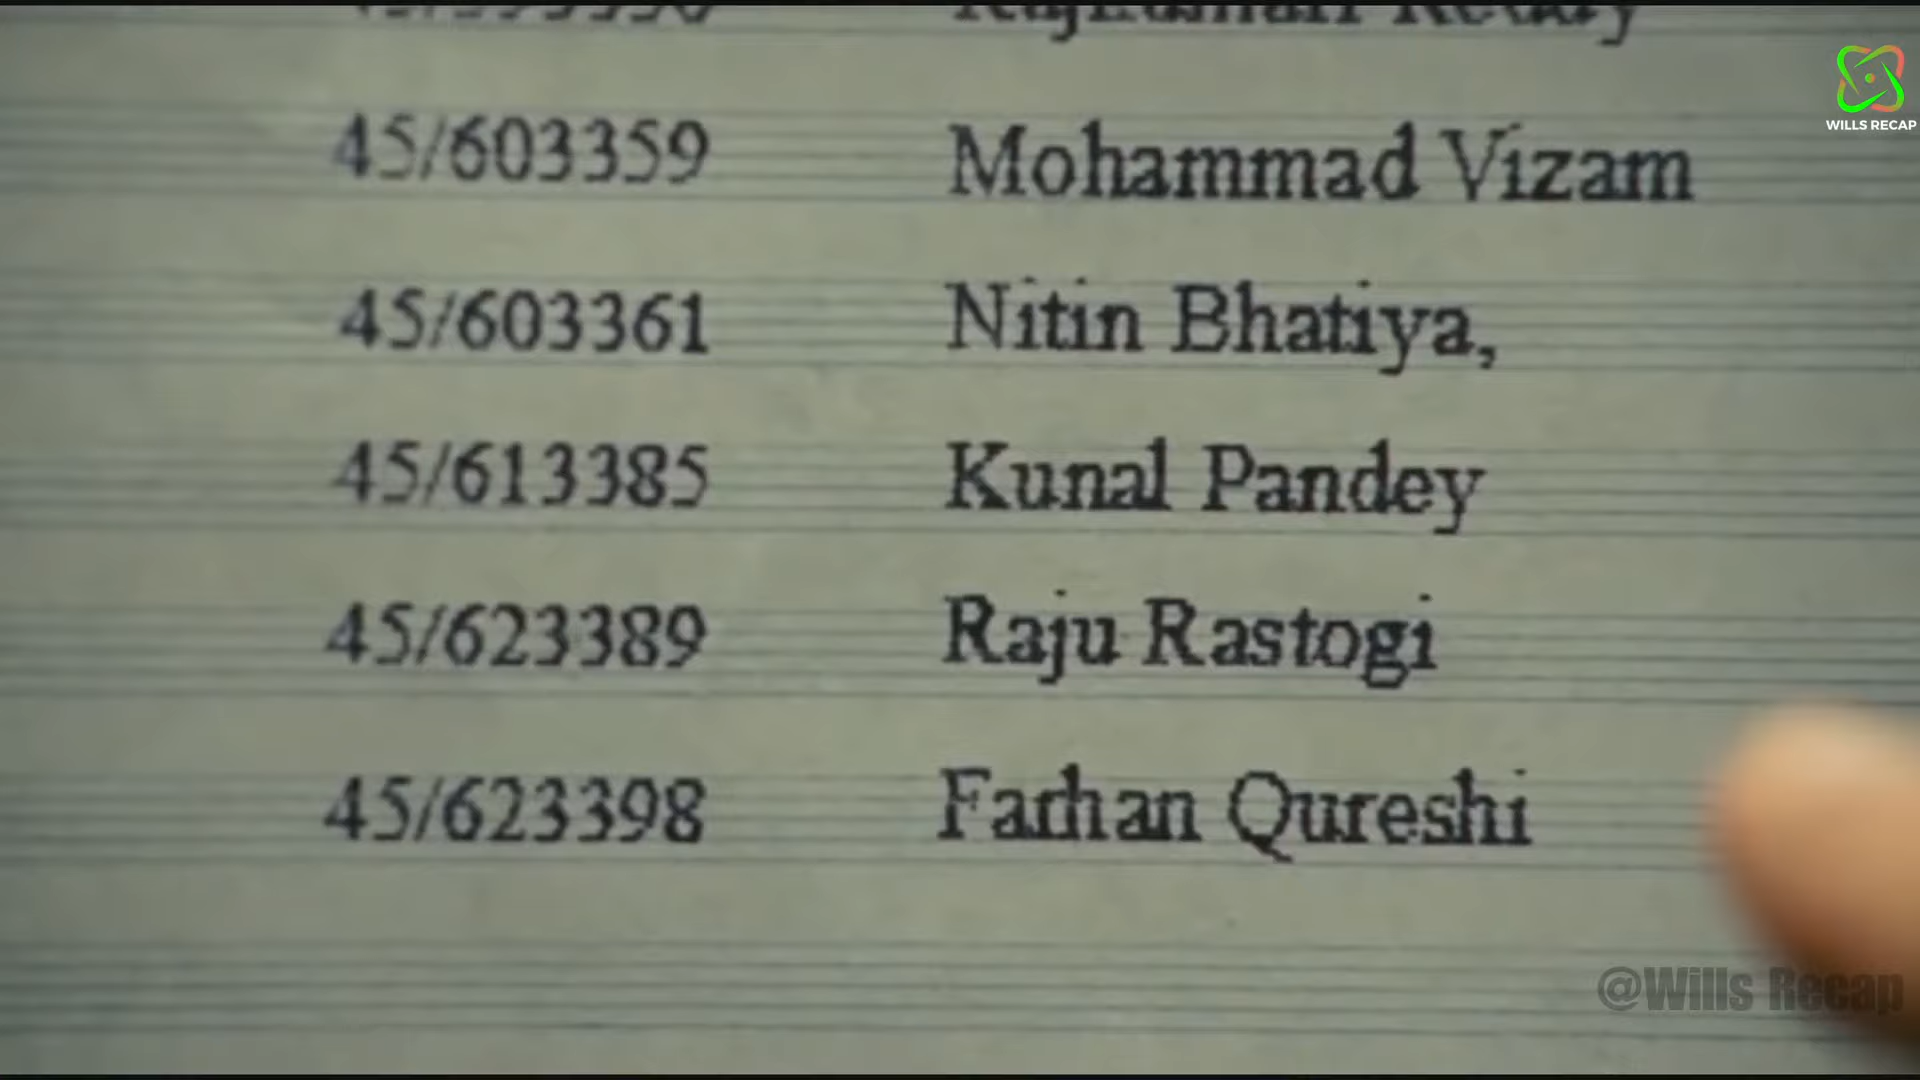 WILLS RECAP
45/603359 Mohammad Vizam
45/603361 Nitin Bhatiya,
45/613385 Kunal Pandey
45/623389 Raju Rastogi
45/623398 Farhan Qureshi
@Wills Recap